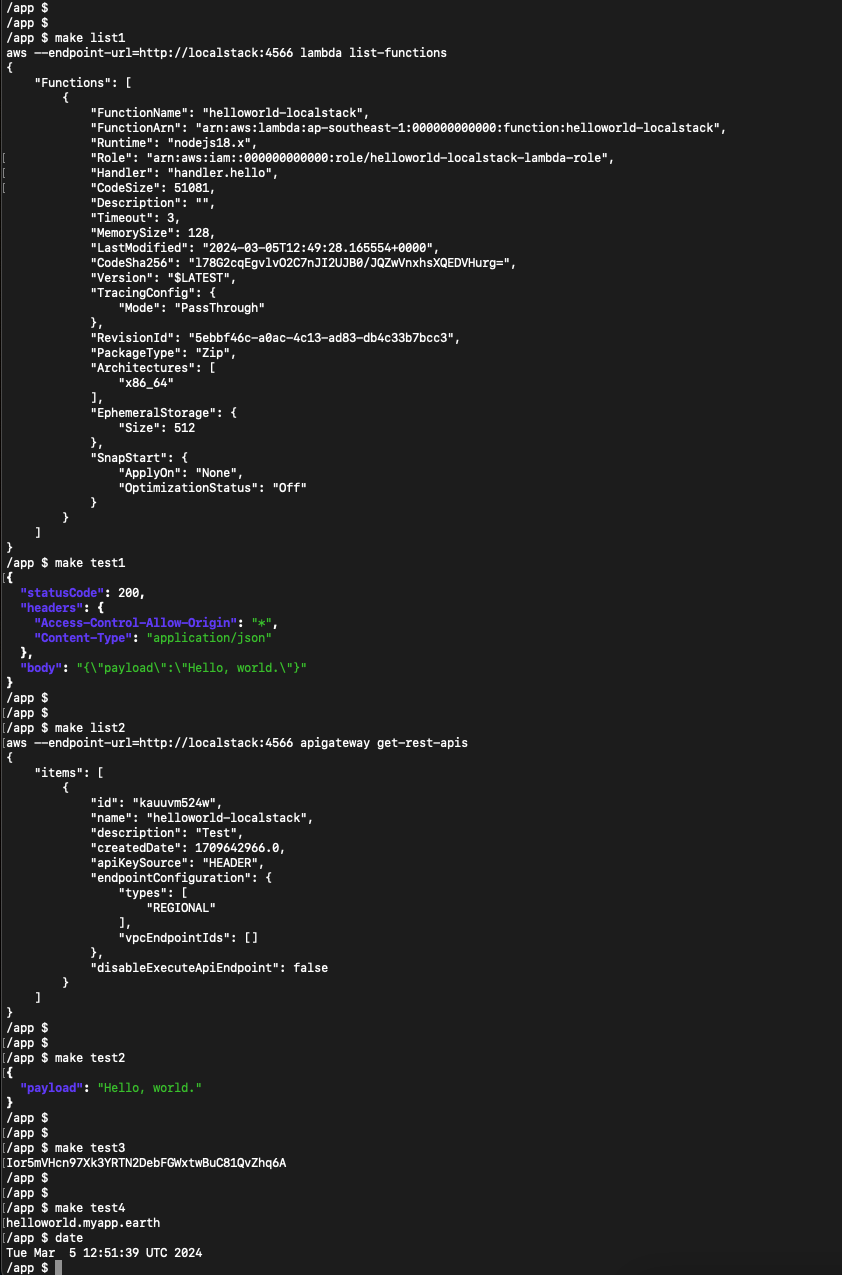 /app $
/app $
/app $ make list1
aws --endpoint-url=http://localstack:4566 lambda list-functions
{
    "Functions": [
        {
            "FunctionName": "helloworld-localstack",
            "FunctionArn": "arn:aws:lambda:ap-southeast-1:000000000000:function:helloworld-localstack",
            "Runtime": "nodejs18.x",
            "Role": "arn:aws:iam::000000000000:role/helloworld-localstack-lambda-role",
            "Handler": "handler.hello",
            "CodeSize": 51081,
            "Description": "",
            "Timeout": 3,
            "MemorySize": 128,
            "LastModified": "2024-03-05T12:49:28.165554+0000",
            "CodeSha256": "l78G2cqEgvlvO2C7nJI2UJB0/JQZwVnxhsXQEDVHurg=",
            "Version": "$LATEST",
            "TracingConfig": {
                "Mode": "PassThrough"
            },
            "RevisionId": "5ebbf46c-a0ac-4c13-ad83-db4c33b7bcc3",
            "PackageType": "Zip",
            "Architectures": [
                "x86_64"
            ],
            "EphemeralStorage": {
                "Size": 512
            },
            "SnapStart": {
                "ApplyOn": "None",
                "OptimizationStatus": "Off"
            }
        }
    ]
}
/app $ make test1
{
  "statusCode": 200,
  "headers": {
    "Access-Control-Allow-Origin": "*",
    "Content-Type": "application/json"
  },
  "body": "{\"payload\":\"Hello, world.\"}"
}
/app $
/app $
/app $ make list2
aws --endpoint-url=http://localstack:4566 apigateway get-rest-apis
{
    "items": [
        {
            "id": "kauuvm524w",
            "name": "helloworld-localstack",
            "description": "Test",
            "createdDate": 1709642966.0,
            "apiKeySource": "HEADER",
            "endpointConfiguration": {
                "types": [
                    "REGIONAL"
                ],
                "vpcEndpointIds": []
            },
            "disableExecuteApiEndpoint": false
        }
    ]
}
/app $
/app $
/app $ make test2
{
  "payload": "Hello, world."
}
/app $
/app $
/app $ make test3
Ior5mVHcn97Xk3YRTN2DebFGWxtwBuC81QvZhq6A
/app $
/app $
/app $ make test4
helloworld.myapp.earth
/app $ date
Tue Mar  5 12:51:39 UTC 2024
/app $